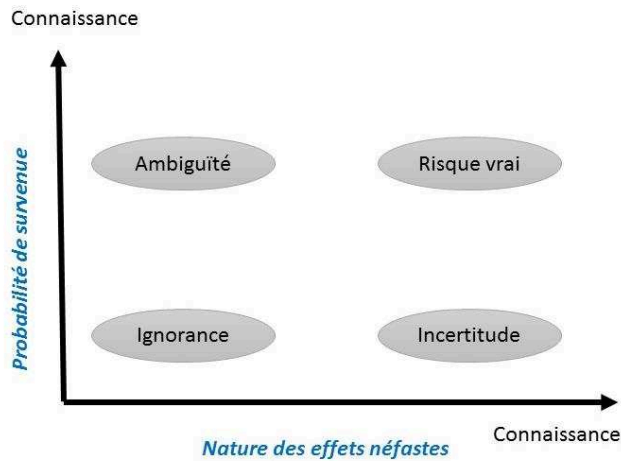 Connaissance
Probabilité de survenue
Ambiguïté
Risque vrai
Ignorance
Incertitude
Connaissance
Nature des effets néfastes